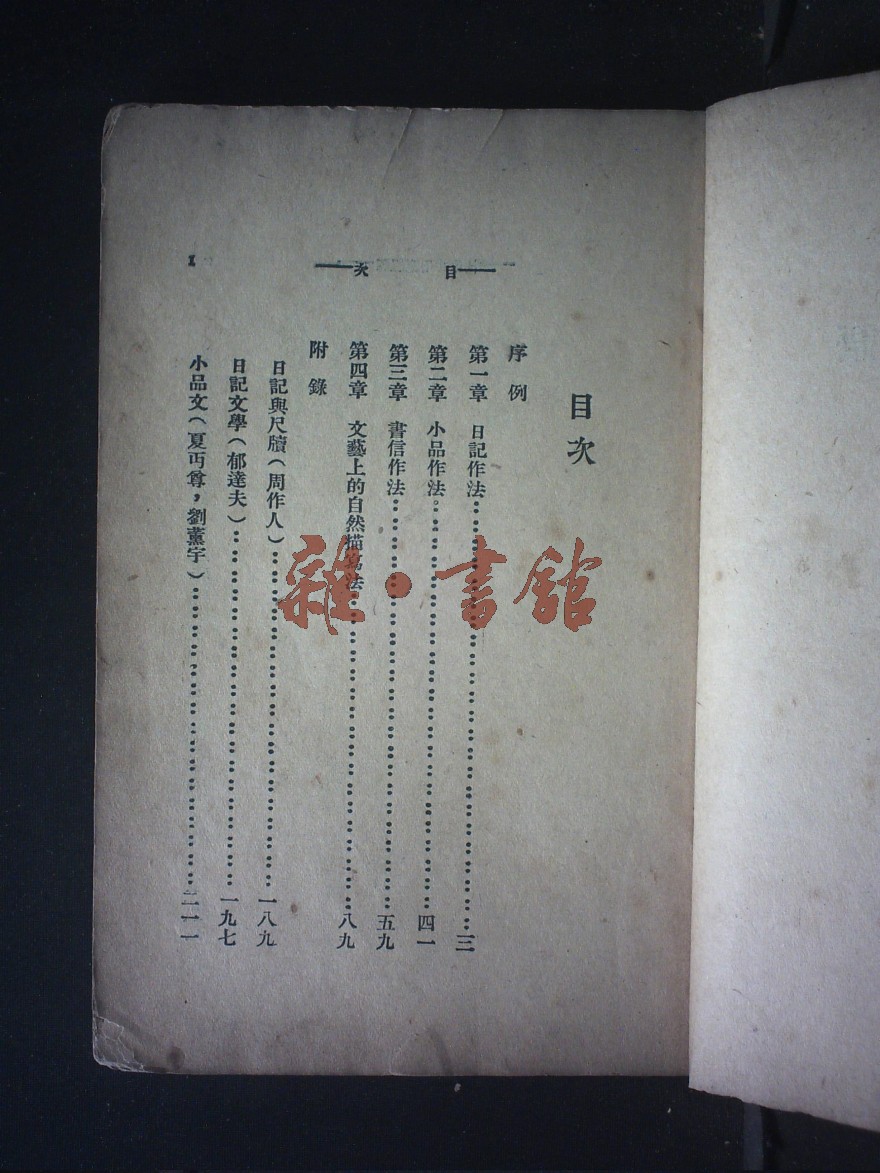 目次
目次
序例
第一章 日記作法……三
第二章 小品作法……四一
第三章 書信作法……五九
第四章 文藝上的自然描寫法……八九
附錄
日記與尺牘(周作人)……一八九
日記文學(郁達夫)……一九七
小品文(夏丏尊,劉薰宇)……二一一
1
雜·書館